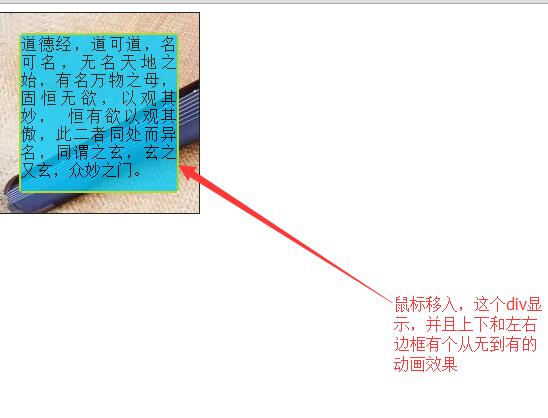 道德经，道可道，名
可名，无名天地之
始，有名万物之母，
固恒无欲，以观其
妙， 恒有欲以观其
傲，此二者同处而异
名，同谓之玄，玄之
又玄，众妙之门。
鼠标移入，这个div显
示，并且上下和左右
边框有个从无到有的
动画效果